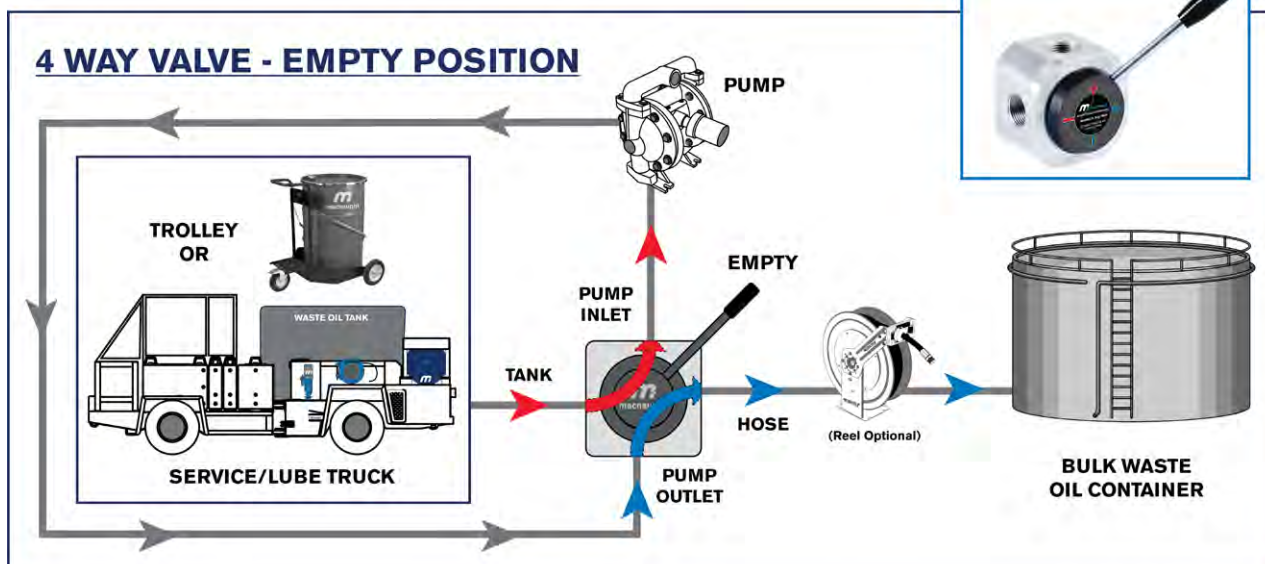 4 WAY VALVE - EMPTY POSITION
PUMP
TROLLEY
OR
m
WASTE OIL TANK
m
SERVICE/LUBE TRUCK
TANK
PUMP
INLET
EMPTY
m
HOSE
PUMP
OUTLET
(Reel Optional)
BULK WASTE
OIL CONTAINER
m